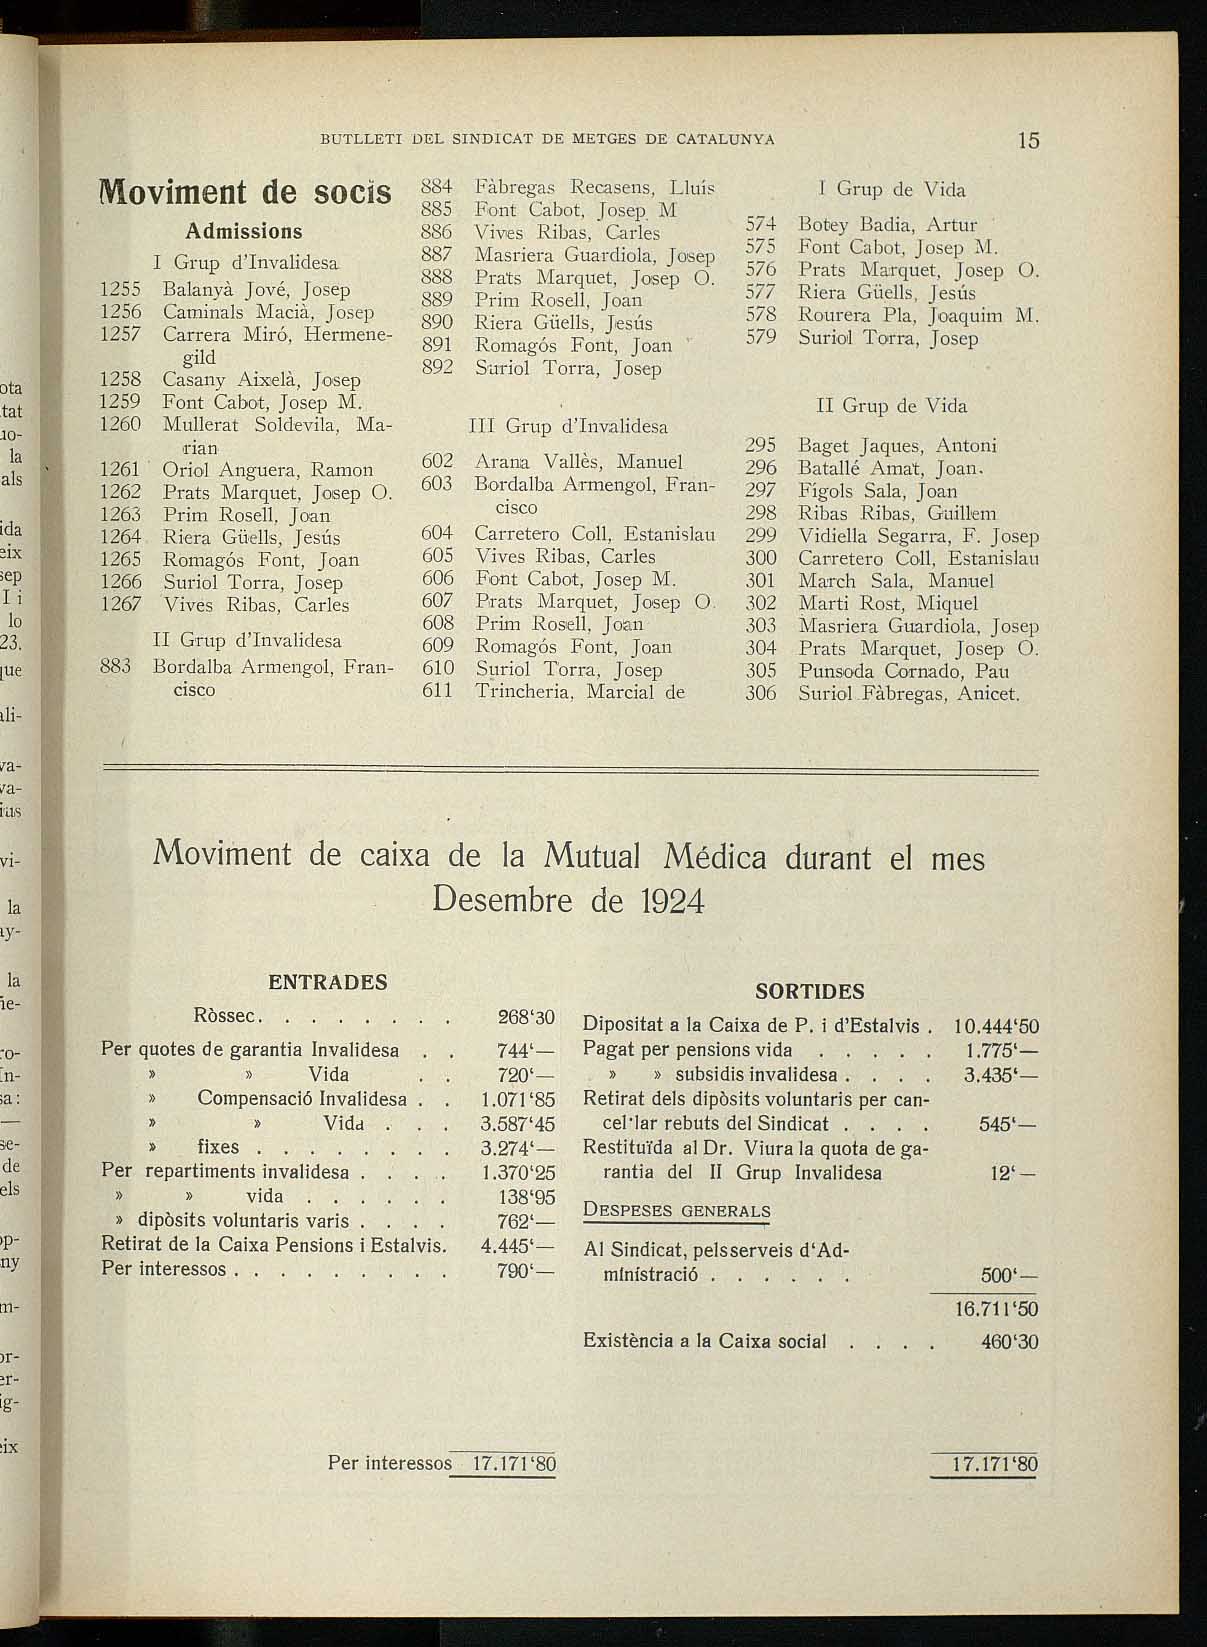 BUTLLETI DEL SINDICAT DE METGES DE CATALUNYA
15
Moviment de socis
Admissions
I Grup d'Invalidesa
1255 Balanyà Jové, Josep
1256 Caminals Macià, Josep
1257 Carrera Miró, Hermene-
gild
1258 Casany Aixelà, Josep
1259 Font Cabot, Josep M.
1260 Mullerat Soldevila, Ma-
rian
1261 Oriol Anguera, Ramon
1262 Prats Marquet, Josep O.
1263 Prim Rosell, Joan
1264 Riera Güells, Jesús
1265 Romagós Font, Joan
1266 Suriol Torra, Josep
1267 Vives Ribas, Carles
II Grup d'Invalidesa
883 Bordalba Armengol, Fran-
cisco
884 Fàbregas Recasens, Lluís
885 Font Cabot, Josep M
886 Vives Ribas, Carles
887 Masriera Guardiola, Josep
888 Prats Marquet, Josep O.
889 Prim Rosell, Joan
890 Riera Güells, Jesús
891 Romagós Font, Joan
892 Suriol Torra, Josep
III Grup d'Invalidesa
602 Arana Vallès, Manuel
603 Bordalba Armengol, Fran-
cisco
604 Carretero Coll, Estanislau
605 Vives Ribas, Carles
606 Font Cabot, Josep M.
607 Prats Marquet, Josep O.
608 Prim Rosell, Joan
609 Romagós Font, Joan
610 Suriol Torra, Josep
611 Trincheria, Marcial de
I Grup de Vida
574 Botey Badia, Artur
575 Font Cabot, Josep M.
576 Prats Marquet, Josep O.
577 Riera Güells, Jesús
578 Rourera Pla, Joaquim M.
579 Suriol Torra, Josep
II Grup de Vida
295 Baget Jaques, Antoni
296 Batallé Amat, Joan.
297 Fígols Sala, Joan
298 Ribas Ribas, Guillem
299 Vidiella Segarra, F. Josep
300 Carretero Coll, Estanislau
301 March Sala, Manuel
302 Marti Rost, Miquel
303 Masriera Guardiola, Josep
304 Prats Marquet, Josep O.
305 Punsoda Cornado, Pau
306 Suriol Fàbregas, Anicet.
Moviment de caixa de la Mutual Médica durant el mes
Desembre de 1924
ENTRADES
Ròssec. . . . . . . . . 268‘30
Per quotes de garantia Invalidesa . . 744‘—
» » Vida . . 720‘—
» Compensació Invalidesa . . 1.071‘85
» » Vida . . . 3.587‘45
» fixes . . . . . . . . 3.274‘—
Per repartiments invalidesa . . . . 1.370‘25
» » vida . . . . . . 138‘95
» dipòsits voluntaris varis . . . . 762‘—
Retirat de la Caixa Pensions i Estalvis. 4.445‘—
Per interessos . . . . . . . . . 790‘—
Per interessos 17.171‘80
SORTIDES
Dipositat a la Caixa de P. i d'Estalvis . 10.444‘50
Pagat per pensions vida . . . . . 1.775‘—
» » subsidis invalidesa . . . . 3.435‘—
Retirat dels dipòsits voluntaris per can-
cel·lar rebuts del Sindicat . . . . 545‘—
Restituïda al Dr. Viura la quota de ga-
rantia del II Grup Invalidesa 12‘—
DESPESES GENERALS
Al Sindicat, pels serveis d‘Ad-
ministració . . . . . . 500‘—
16.711‘50
Existència a la Caixa social . . . . 460‘30
17.171‘80